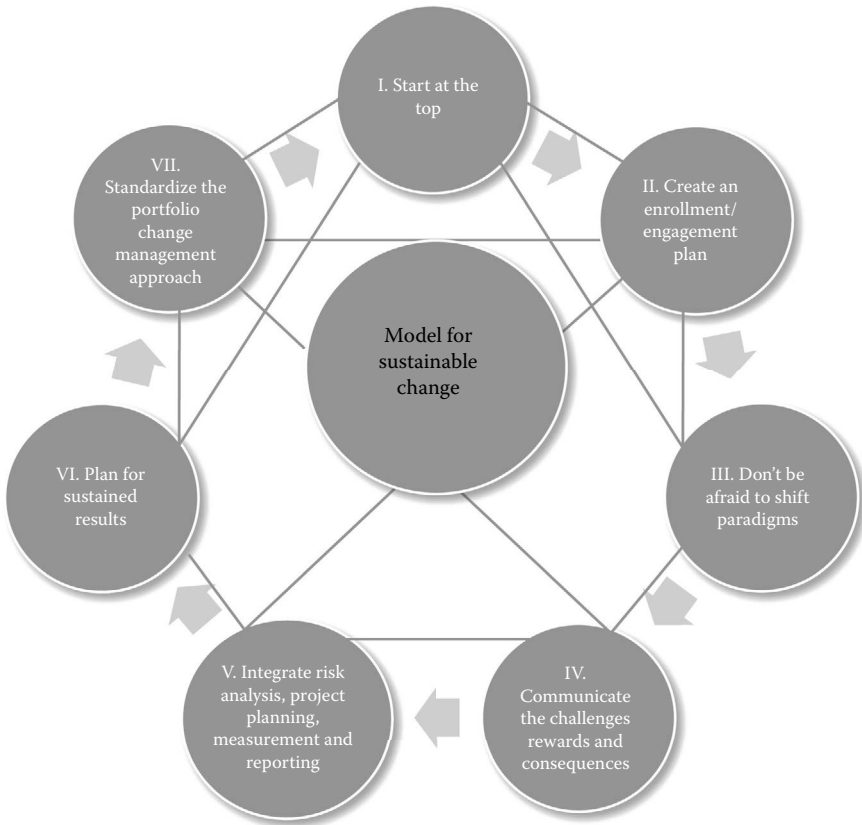 I. Start at the
top
II. Create an
enrollment/
engagement
plan
III. Don't be
afraid to shift
paradigms
IV.
Communicate
the challenges
rewards and
consequences
V. Integrate risk
analysis, project
planning,
measurement and
reporting
VI. Plan for
sustained
results
VII.
Standardize the
portfolio
change
management
approach
Model for
sustainable
change